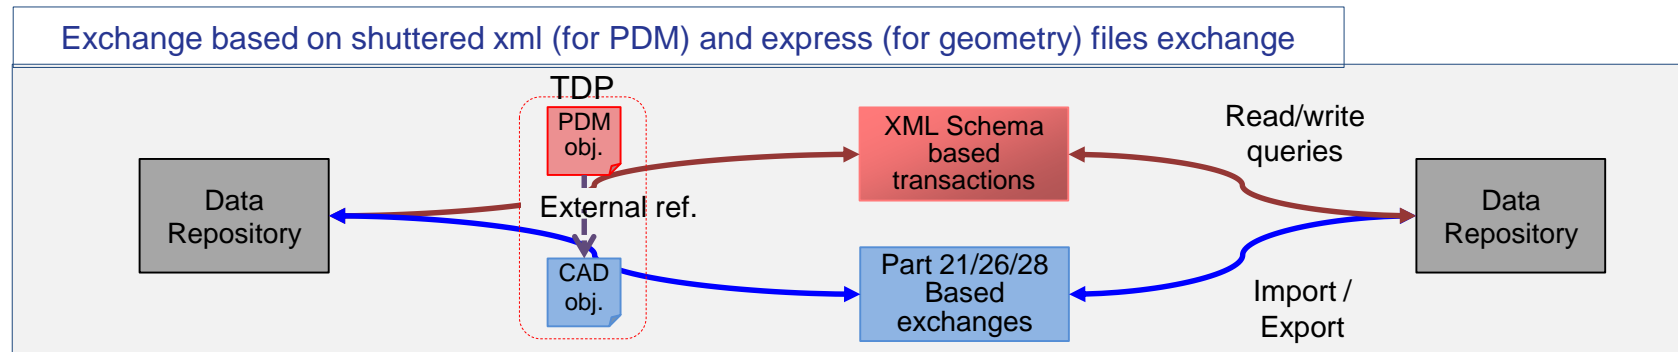 Exchange based on shuttered xml (for PDM) and express (for geometry) files exchange
TDP
PDM
obj.
External ref.
CAD
obj.
Data
Repository
XML Schema
based
transactions
Part 21/26/28
Based
exchanges
Read/write
queries
Import /
Export
Data
Repository